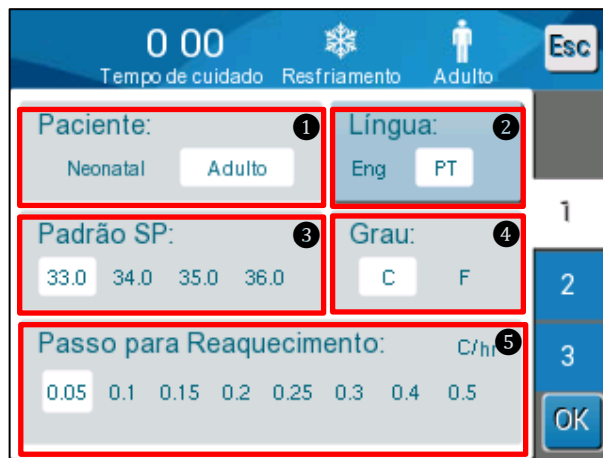 0 00
Tempo de cuidado Resfriamento Adulto
Esc
Paciente: 1
Neonatal Adulto
Língua: 2
Eng PT
Padrão SP: 3
33.0 34.0 35.0 36.0
Grau: 4
C F
Passo para Reaquecimento: C/hr 5
0.05 0.1 0.15 0.2 0.25 0.3 0.4 0.5
1
2
3
OK